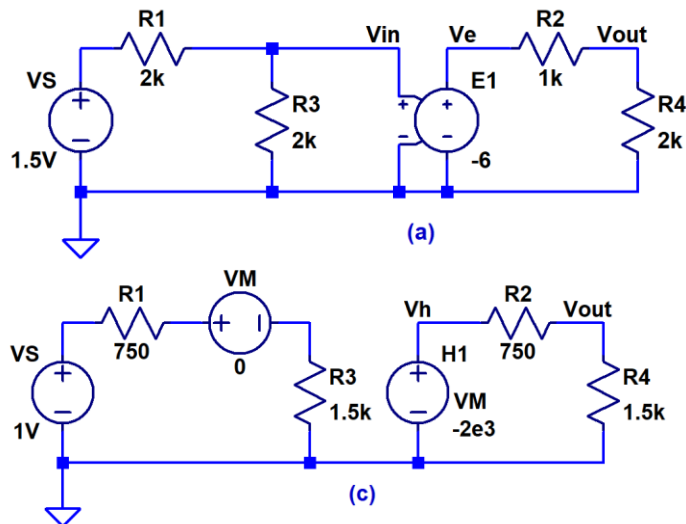 R1 Vin Ve R2 Vout
2k 1k
VS + R3 + + E1 R4
2k - - 2k
1.5V - -6
(a)
R1 VM Vh R2 Vout
+ -
VS 750 0 H1 750
+ R3 + R4
1.5k VM 1.5k
1V - - -2e3
(c)